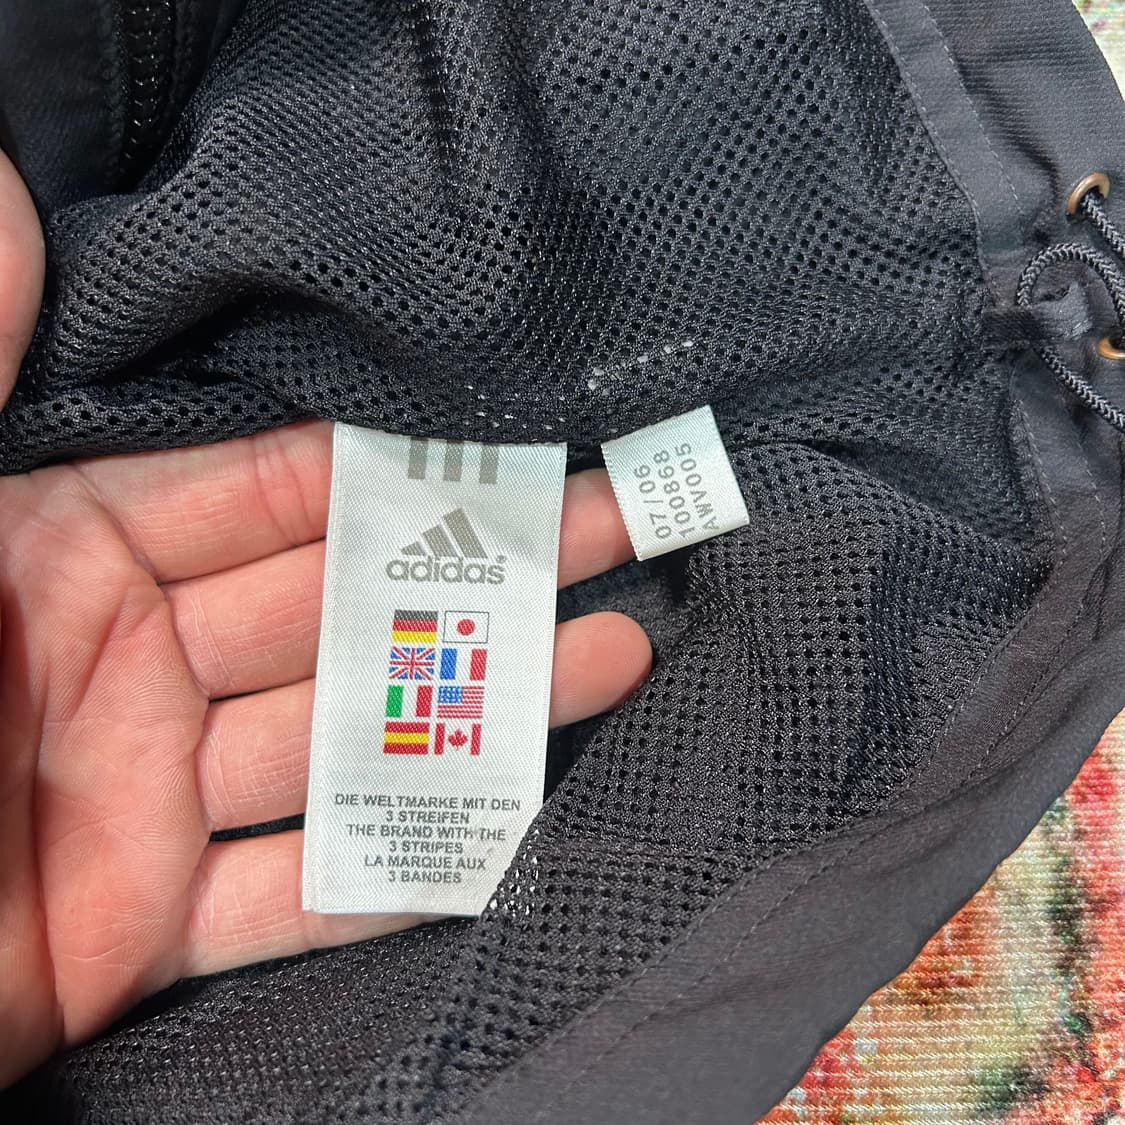 adidas®
DIE WELTMARKE MIT DEN
3 STREIFEN
THE BRAND WITH THE
3 STRIPES
LA MARQUE AUX
3 BANDES
07/06
100868
AWV005